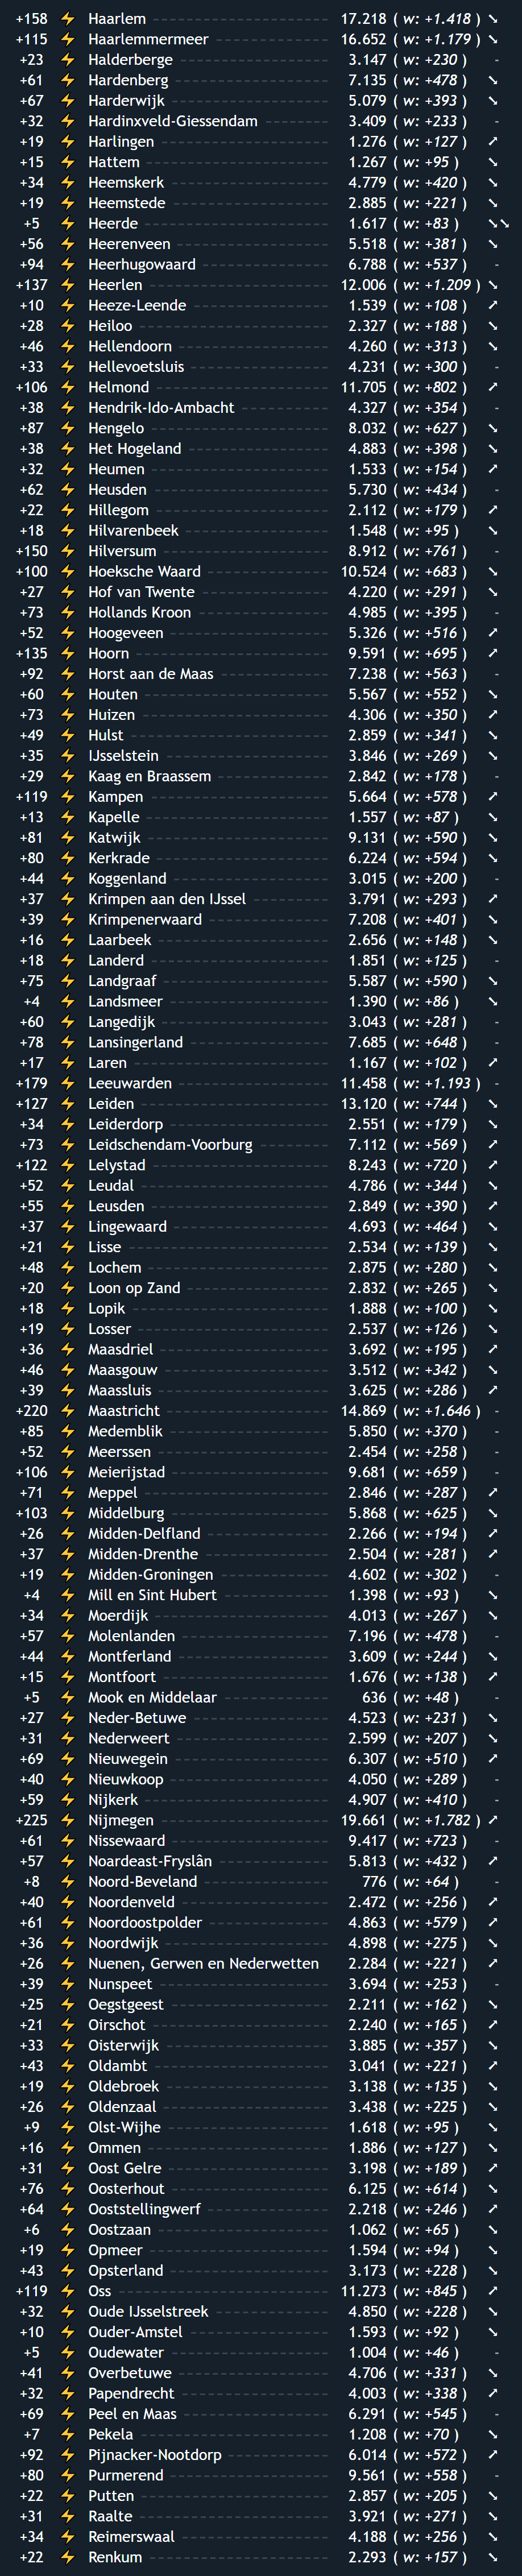 +158 ⚡ Haarlem 17.218 ( w: +1.418 ) ➘
+115 ⚡ Haarlemmermeer 16.652 ( w: +1.179 ) ➘
+23 ⚡ Halderberge 3.147 ( w: +230 ) -
+61 ⚡ Hardenberg 7.135 ( w: +478 ) ➘
+67 ⚡ Harderwijk 5.079 ( w: +393 ) ➘
+32 ⚡ Hardinxveld-Giessendam 3.409 ( w: +233 ) -
+19 ⚡ Harlingen 1.276 ( w: +127 ) ➚
+15 ⚡ Hattem 1.267 ( w: +95 ) ➘
+34 ⚡ Heemskerk 4.779 ( w: +420 ) ➘
+19 ⚡ Heemstede 2.885 ( w: +221 ) ➘
+5 ⚡ Heerde 1.617 ( w: +83 ) ➘➘
+56 ⚡ Heerenveen 5.518 ( w: +381 ) ➘
+94 ⚡ Heerhugowaard 6.788 ( w: +537 ) -
+137 ⚡ Heerlen 12.006 ( w: +1.209 ) ➘
+10 ⚡ Heeze-Leende 1.539 ( w: +108 ) ➚
+28 ⚡ Heiloo 2.327 ( w: +188 ) ➘
+46 ⚡ Hellendoorn 4.260 ( w: +313 ) ➘
+33 ⚡ Hellevoetsluis 4.231 ( w: +300 ) -
+106 ⚡ Helmond 11.705 ( w: +802 ) ➚
+38 ⚡ Hendrik-Ido-Ambacht 4.327 ( w: +354 ) -
+87 ⚡ Hengelo 8.032 ( w: +627 ) ➘
+38 ⚡ Het Hogeland 4.883 ( w: +398 ) ➘
+32 ⚡ Heumen 1.533 ( w: +154 ) ➚
+62 ⚡ Heusden 5.730 ( w: +434 ) -
+22 ⚡ Hillegom 2.112 ( w: +179 ) ➚
+18 ⚡ Hilvarenbeek 1.548 ( w: +95 ) ➘
+150 ⚡ Hilversum 8.912 ( w: +761 ) -
+100 ⚡ Hoeksche Waard 10.524 ( w: +683 ) ➘
+27 ⚡ Hof van Twente 4.220 ( w: +291 ) ➘
+73 ⚡ Hollands Kroon 4.985 ( w: +395 ) -
+52 ⚡ Hoogeveen 5.326 ( w: +516 ) ➚
+135 ⚡ Hoorn 9.591 ( w: +695 ) ➚
+92 ⚡ Horst aan de Maas 7.238 ( w: +563 ) -
+60 ⚡ Houten 5.567 ( w: +552 ) ➘
+73 ⚡ Huizen 4.306 ( w: +350 ) ➚
+49 ⚡ Hulst 2.859 ( w: +341 ) ➘
+35 ⚡ IJsselstein 3.846 ( w: +269 ) ➘
+29 ⚡ Kaag en Braassem 2.842 ( w: +178 ) -
+119 ⚡ Kampen 5.664 ( w: +578 ) ➚
+13 ⚡ Kapelle 1.557 ( w: +87 ) ➘
+81 ⚡ Katwijk 9.131 ( w: +590 ) ➘
+80 ⚡ Kerkrade 6.224 ( w: +594 ) ➘
+44 ⚡ Koggenland 3.015 ( w: +200 ) -
+37 ⚡ Krimpen aan den IJssel 3.791 ( w: +293 ) ➚
+39 ⚡ Krimpenerwaard 7.208 ( w: +401 ) ➘
+16 ⚡ Laarbeek 2.656 ( w: +148 ) ➘
+18 ⚡ Landerd 1.851 ( w: +125 ) -
+75 ⚡ Landgraaf 5.587 ( w: +590 ) ➘
+4 ⚡ Landsmeer 1.390 ( w: +86 ) ➘
+60 ⚡ Langedijk 3.043 ( w: +281 ) -
+78 ⚡ Lansingerland 7.685 ( w: +648 ) -
+17 ⚡ Laren 1.167 ( w: +102 ) ➚
+179 ⚡ Leeuwarden 11.458 ( w: +1.193 ) -
+127 ⚡ Leiden 13.120 ( w: +744 ) ➘
+34 ⚡ Leiderdorp 2.551 ( w: +179 ) ➘
+73 ⚡ Leidschendam-Voorburg 7.112 ( w: +569 ) ➚
+122 ⚡ Lelystad 8.243 ( w: +720 ) ➚
+52 ⚡ Leudal 4.786 ( w: +344 ) ➘
+55 ⚡ Leusden 2.849 ( w: +390 ) ➚
+37 ⚡ Lingewaard 4.693 ( w: +464 ) ➘
+21 ⚡ Lisse 2.534 ( w: +139 ) ➘
+48 ⚡ Lochem 2.875 ( w: +280 ) ➘
+20 ⚡ Loon op Zand 2.832 ( w: +265 ) ➘
+18 ⚡ Lopik 1.888 ( w: +100 ) ➘
+19 ⚡ Losser 2.537 ( w: +126 ) ➘
+36 ⚡ Maasdriel 3.692 ( w: +195 ) ➚
+46 ⚡ Maasgouw 3.512 ( w: +342 ) ➘
+39 ⚡ Maassluis 3.625 ( w: +286 ) ➚
+220 ⚡ Maastricht 14.869 ( w: +1.646 ) -
+85 ⚡ Medemblik 5.850 ( w: +370 ) -
+52 ⚡ Meerssen 2.454 ( w: +258 ) -
+106 ⚡ Meierijstad 9.681 ( w: +659 ) -
+71 ⚡ Meppel 2.846 ( w: +287 ) ➚
+103 ⚡ Middelburg 5.868 ( w: +625 ) ➘
+26 ⚡ Midden-Delfland 2.266 ( w: +194 ) ➚
+37 ⚡ Midden-Drenthe 2.504 ( w: +281 ) ➚
+19 ⚡ Midden-Groningen 4.602 ( w: +302 ) -
+4 ⚡ Mill en Sint Hubert 1.398 ( w: +93 ) ➘
+34 ⚡ Moerdijk 4.013 ( w: +267 ) ➘
+57 ⚡ Molenlanden 7.196 ( w: +478 ) -
+44 ⚡ Montferland 3.609 ( w: +244 ) ➘
+15 ⚡ Montfoort 1.676 ( w: +138 ) ➚
+5 ⚡ Mook en Middelaar 636 ( w: +48 ) -
+27 ⚡ Neder-Betuwe 4.523 ( w: +231 ) ➘
+31 ⚡ Nederweert 2.599 ( w: +207 ) ➘
+69 ⚡ Nieuwegein 6.307 ( w: +510 ) ➚
+40 ⚡ Nieuwkoop 4.050 ( w: +289 ) -
+59 ⚡ Nijkerk 4.907 ( w: +410 ) -
+225 ⚡ Nijmegen 19.661 ( w: +1.782 ) ➚
+61 ⚡ Nissewaard 9.417 ( w: +723 ) -
+57 ⚡ Noardeast-Fryslân 5.813 ( w: +432 ) ➚
+8 ⚡ Noord-Beveland 776 ( w: +64 ) -
+40 ⚡ Noordenveld 2.472 ( w: +256 ) ➚
+61 ⚡ Noordoostpolder 4.863 ( w: +579 ) ➚
+36 ⚡ Noordwijk 4.898 ( w: +275 ) ➘
+26 ⚡ Nuenen, Gerwen en Nederwetten 2.284 ( w: +221 ) ➚
+39 ⚡ Nunspeet 3.694 ( w: +253 ) -
+25 ⚡ Oegstgeest 2.211 ( w: +162 ) ➘
+21 ⚡ Oirschot 2.240 ( w: +165 ) ➚
+33 ⚡ Oisterwijk 3.885 ( w: +357 ) ➘
+43 ⚡ Oldambt 3.041 ( w: +221 ) ➚
+19 ⚡ Oldebroek 3.138 ( w: +135 ) ➘
+26 ⚡ Oldenzaal 3.438 ( w: +225 ) ➘
+9 ⚡ Olst-Wijhe 1.618 ( w: +95 ) ➘
+16 ⚡ Ommen 1.886 ( w: +127 ) ➘
+31 ⚡ Oost Gelre 3.198 ( w: +189 ) ➚
+76 ⚡ Oosterhout 6.125 ( w: +614 ) ➘
+64 ⚡ Ooststellingwerf 2.218 ( w: +246 ) ➚
+6 ⚡ Oostzaan 1.062 ( w: +65 ) ➘
+19 ⚡ Opmeer 1.594 ( w: +94 ) ➘
+43 ⚡ Opsterland 3.173 ( w: +228 ) ➘
+119 ⚡ Oss 11.273 ( w: +845 ) ➚
+32 ⚡ Oude IJsselstreek 4.850 ( w: +228 ) ➘
+10 ⚡ Ouder-Amstel 1.593 ( w: +92 ) ➘
+5 ⚡ Oudewater 1.004 ( w: +46 ) -
+41 ⚡ Overbetuwe 4.706 ( w: +331 ) ➘
+32 ⚡ Papendrecht 4.003 ( w: +338 ) ➚
+69 ⚡ Peel en Maas 6.291 ( w: +545 ) -
+7 ⚡ Pekela 1.208 ( w: +70 ) ➘
+92 ⚡ Pijnacker-Nootdorp 6.014 ( w: +572 ) ➚
+80 ⚡ Purmerend 9.561 ( w: +558 ) -
+22 ⚡ Putten 2.857 ( w: +205 ) ➘
+31 ⚡ Raalte 3.921 ( w: +271 ) ➘
+34 ⚡ Reimerswaal 4.188 ( w: +256 ) ➘
+22 ⚡ Renkum 2.293 ( w: +157 ) ➘